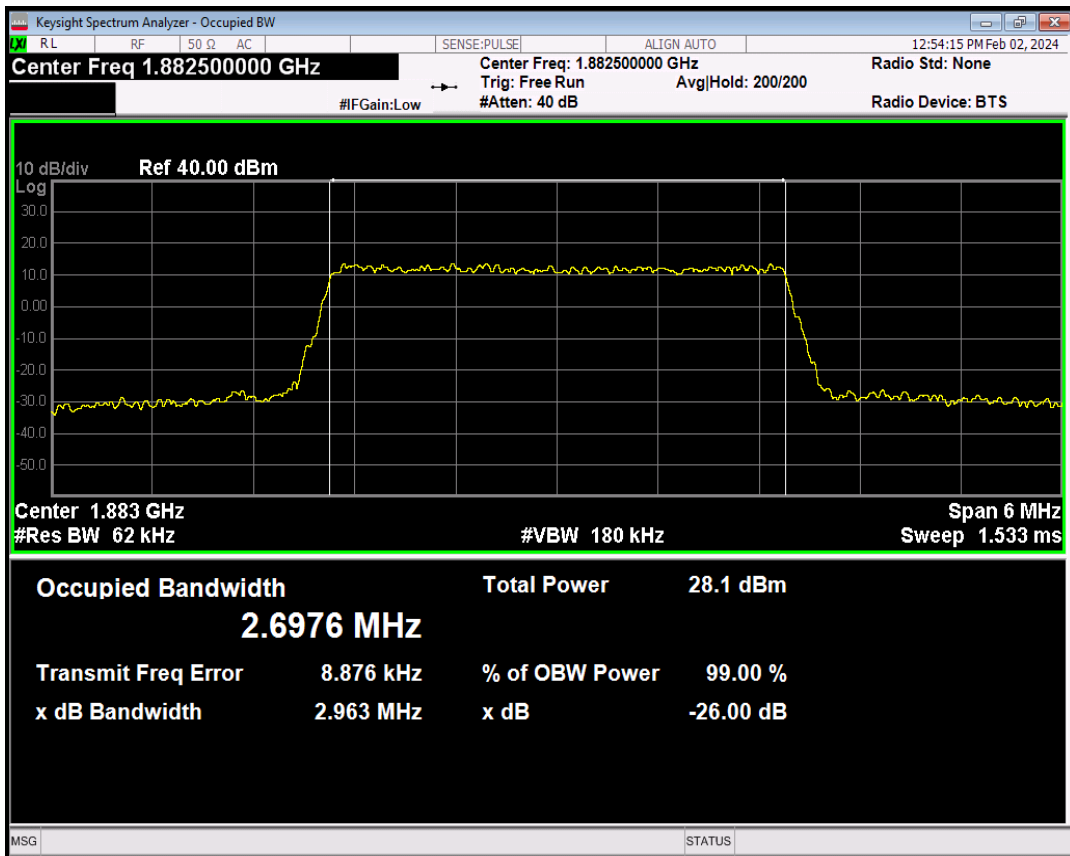 Keysight Spectrum Analyzer - Occupied BW
LXI RL RF 50 Ω AC SENSE:PULSE ALIGN AUTO 12:54:15 PM Feb 02, 2024
Center Freq 1.882500000 GHz
Center Freq: 1.882500000 GHz
Radio Std: None
Trig: Free Run Avg|Hold: 200/200
#IFGain:Low #Atten: 40 dB Radio Device: BTS
10 dB/div Ref 40.00 dBm
Log
30.0
20.0
10.0
0.00
-10.0
-20.0
-30.0
-40.0
-50.0
Center 1.883 GHz Span 6 MHz
#Res BW 62 kHz #VBW 180 kHz Sweep 1.533 ms
Occupied Bandwidth Total Power 28.1 dBm
2.6976 MHz
Transmit Freq Error 8.876 kHz % of OBW Power 99.00 %
x dB Bandwidth 2.963 MHz x dB -26.00 dB
MSG STATUS